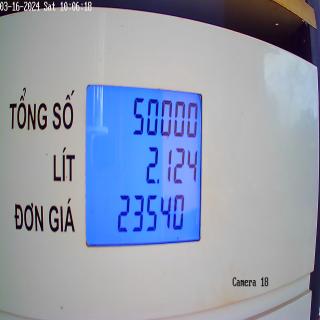 03-16-2024 Sat 10:06:18
TỔNG SỐ 50000
LÍT 2.124
ĐƠN GIÁ 23540
Camera 18